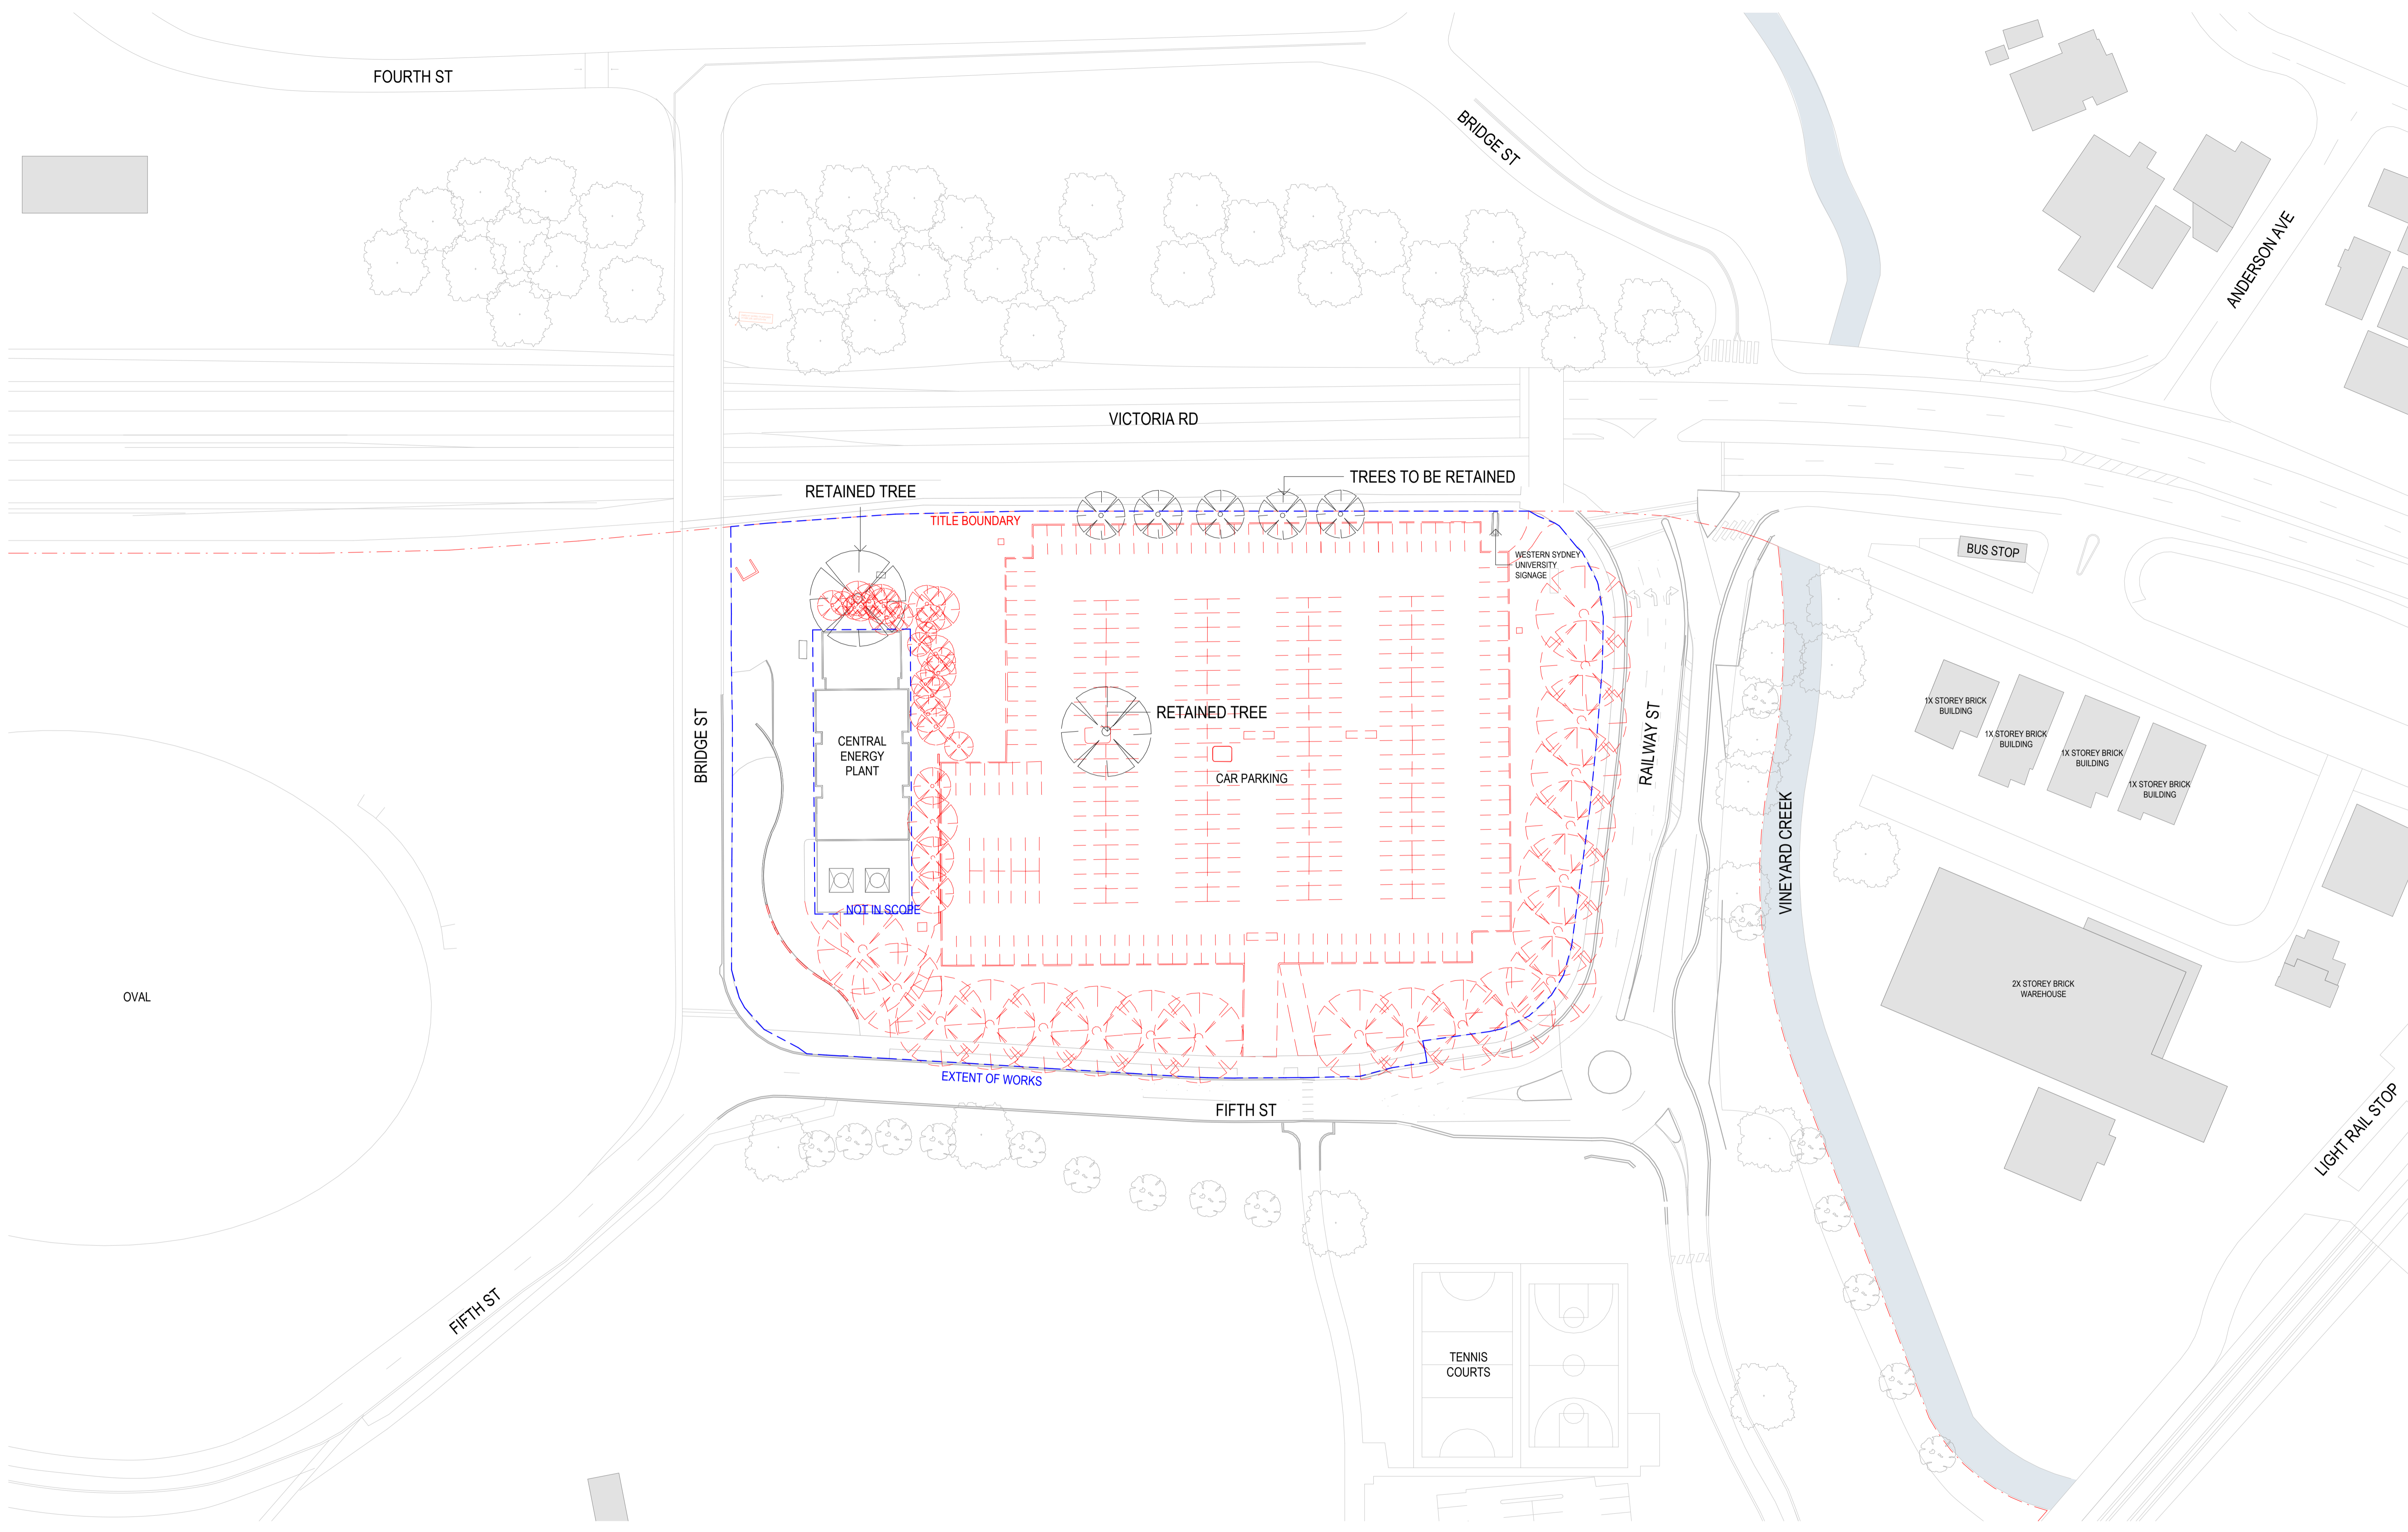 FOURTH ST
BRIDGE ST
ANDERSON AVE
VICTORIA RD
RETAINED TREE
TREES TO BE RETAINED
TITLE BOUNDARY
WESTERN SYDNEY
UNIVERSITY
SIGNAGE
BUS STOP
BRIDGE ST
CENTRAL
ENERGY
PLANT
RETAINED TREE
CAR PARKING
RAILWAY ST
VINEYARD CREEK
1X STOREY BRICK
BUILDING
1X STOREY BRICK
BUILDING
1X STOREY BRICK
BUILDING
1X STOREY BRICK
BUILDING
NOT IN SCOPE
OVAL
2X STOREY BRICK
WAREHOUSE
EXTENT OF WORKS
FIFTH ST
LIGHT RAIL STOP
FIFTH ST
TENNIS
COURTS